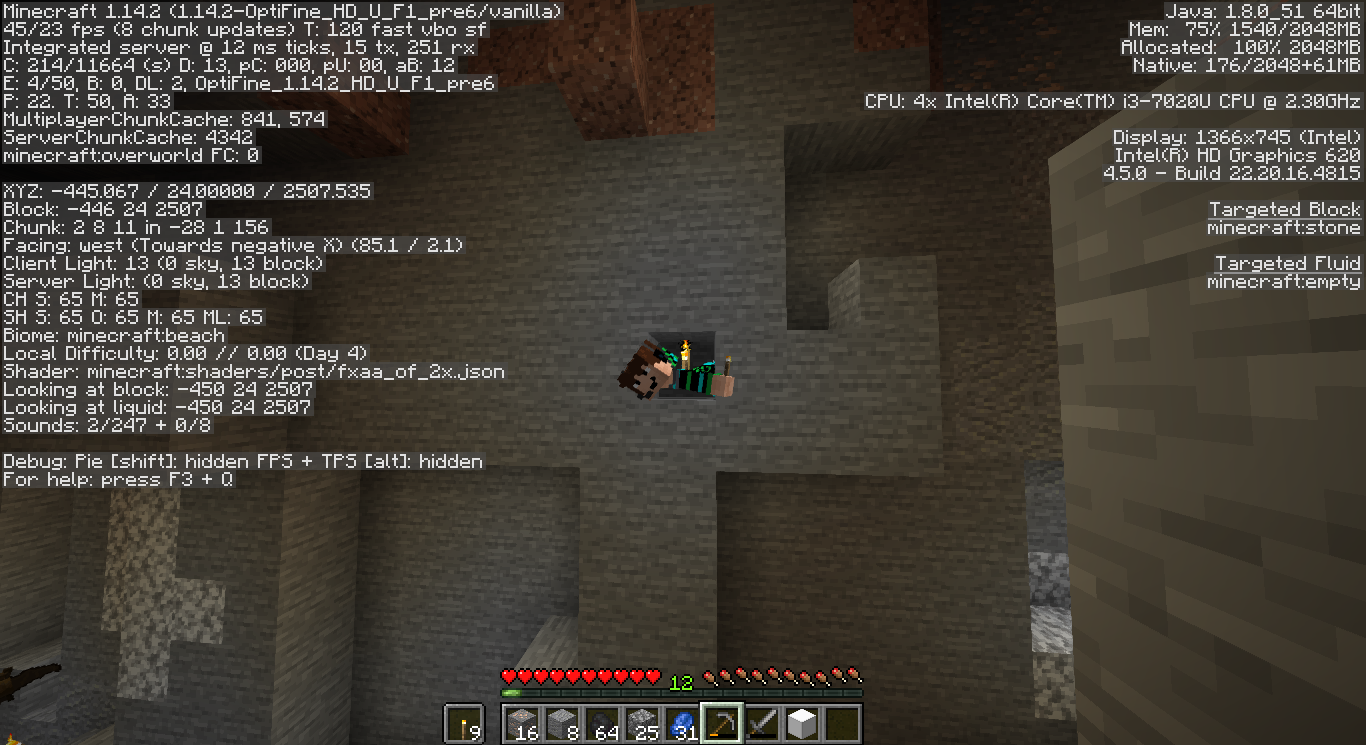 Minecraft 1.14.2 (1.14.2-OptiFine_HD_U_F1_pre6/vanilla)
45/23 fps (8 chunk updates) T: 120 fast vbo sf
Integrated server @ 12 ms ticks, 15 tx, 251 rx
C: 214/11664 (s) D: 13, pC: 000, pU: 00, aB: 12
E: 4/50, B: 0, DL: 2, OptiFine_1.14.2_HD_U_F1_pre6
P: 22. T: 50, A: 33
MultiplayerChunkCache: 841, 574
ServerChunkCache: 4342
minecraft:overworld FC: 0
XYZ: -445.067 / 24.00000 / 2507.535
Block: -446 24 2507
Chunk: 2 8 11 in -28 1 156
Facing: west (Towards negative X) (85.1 / 2.1)
Client Light: 13 (0 sky, 13 block)
Server Light: (0 sky, 13 block)
CH S: 65 M: 65
SH S: 65 O: 65 M: 65 ML: 65
Biome: minecraft:beach
Local Difficulty: 0.00 // 0.00 (Day 4)
Shader: minecraft:shaders/post/fxaa_of_2x.json
Looking at block: -450 24 2507
Looking at liquid: -450 24 2507
Sounds: 2/247 + 0/8
Debug: Pie [shift]: hidden FPS + TPS [alt]: hidden
For help: press F3 + Q
Java: 1.8.0_51 64bit
Mem: 75% 1540/2048MB
Allocated: 100% 2048MB
Native: 176/2048+61MB
CPU: 4x Intel(R) Core(TM) i3-7020U CPU @ 2.30GHz
Display: 1366x745 (Intel)
Intel(R) HD Graphics 620
4.5.0 - Build 22.20.16.4815
Targeted Block
minecraft:stone
Targeted Fluid
minecraft:empty
12
9 16 8 64 25 31